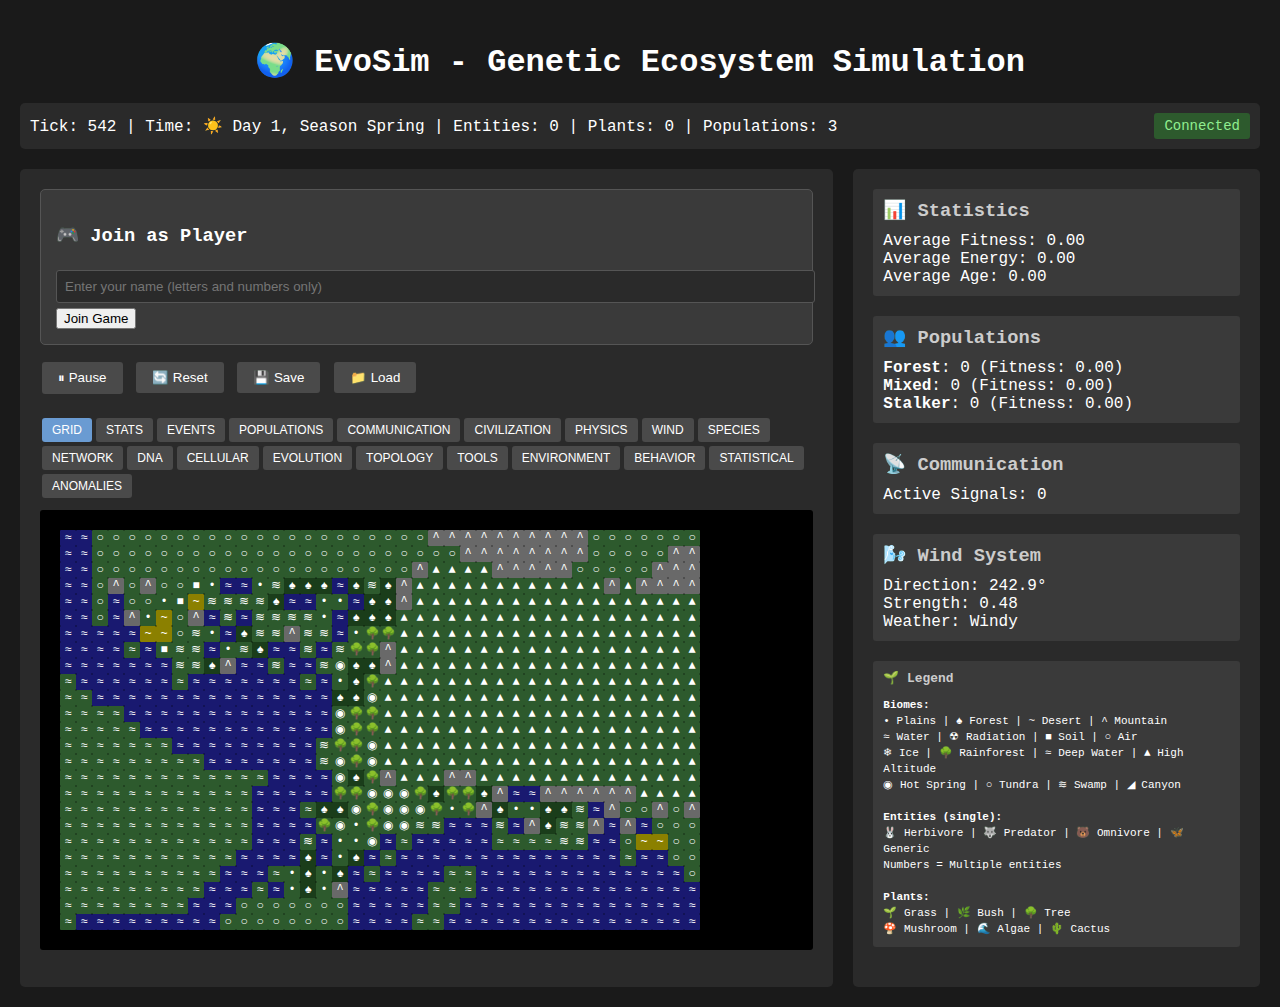 🌍 EvoSim - Genetic Ecosystem Simulation
Tick: 542 | Time: ☀️ Day 1, Season Spring | Entities: 0 | Plants: 0 | Populations: 3
Connected
🎮 Join as Player
Enter your name (letters and numbers only)
Join Game
⏸ Pause
🔄 Reset
💾 Save
📁 Load
GRID STATS EVENTS POPULATIONS COMMUNICATION CIVILIZATION PHYSICS WIND SPECIES
NETWORK DNA CELLULAR EVOLUTION TOPOLOGY TOOLS ENVIRONMENT BEHAVIOR STATISTICAL
ANOMALIES
📊 Statistics
Average Fitness: 0.00
Average Energy: 0.00
Average Age: 0.00
👥 Populations
Forest: 0 (Fitness: 0.00)
Mixed: 0 (Fitness: 0.00)
Stalker: 0 (Fitness: 0.00)
📡 Communication
Active Signals: 0
🌬️ Wind System
Direction: 242.9°
Strength: 0.48
Weather: Windy
🌱 Legend
Biomes:
• Plains | ♠ Forest | ~ Desert | ^ Mountain
≈ Water | ☢ Radiation | ■ Soil | ○ Air
❄ Ice | 🌳 Rainforest | ≈ Deep Water | ▲ High
Altitude
◉ Hot Spring | ○ Tundra | ≋ Swamp | ◢ Canyon
Entities (single):
🐰 Herbivore | 🐺 Predator | 🐻 Omnivore | 🦋
Generic
Numbers = Multiple entities
Plants:
🌱 Grass | 🌿 Bush | 🌳 Tree
🍄 Mushroom | 🌊 Algae | 🌵 Cactus